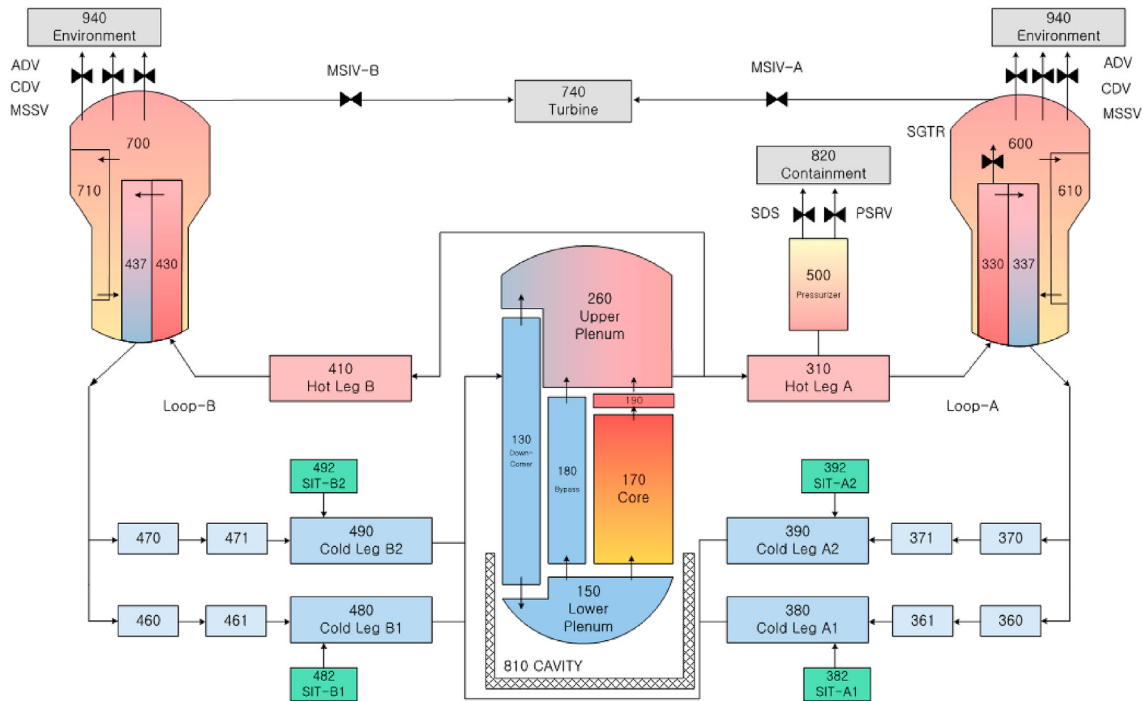 940
Environment
940
Environment
ADV
CDV
MSSV
MSIV-B
740
Turbine
MSIV-A
ADV
CDV
MSSV
700
710
437
430
SGTR
600
610
330
337
820
Containment
SDS
PSRV
500
Pressurizer
260
Upper
Plenum
410
Hot Leg B
310
Hot Leg A
Loop-B
Loop-A
190
130
Down-
Comer
180
Bypass
170
Core
492
SIT-B2
392
SIT-A2
470
471
490
Cold Leg B2
390
Cold Leg A2
371
370
150
Lower
Plenum
460
461
480
Cold Leg B1
380
Cold Leg A1
361
360
810 CAVITY
482
SIT-B1
382
SIT-A1